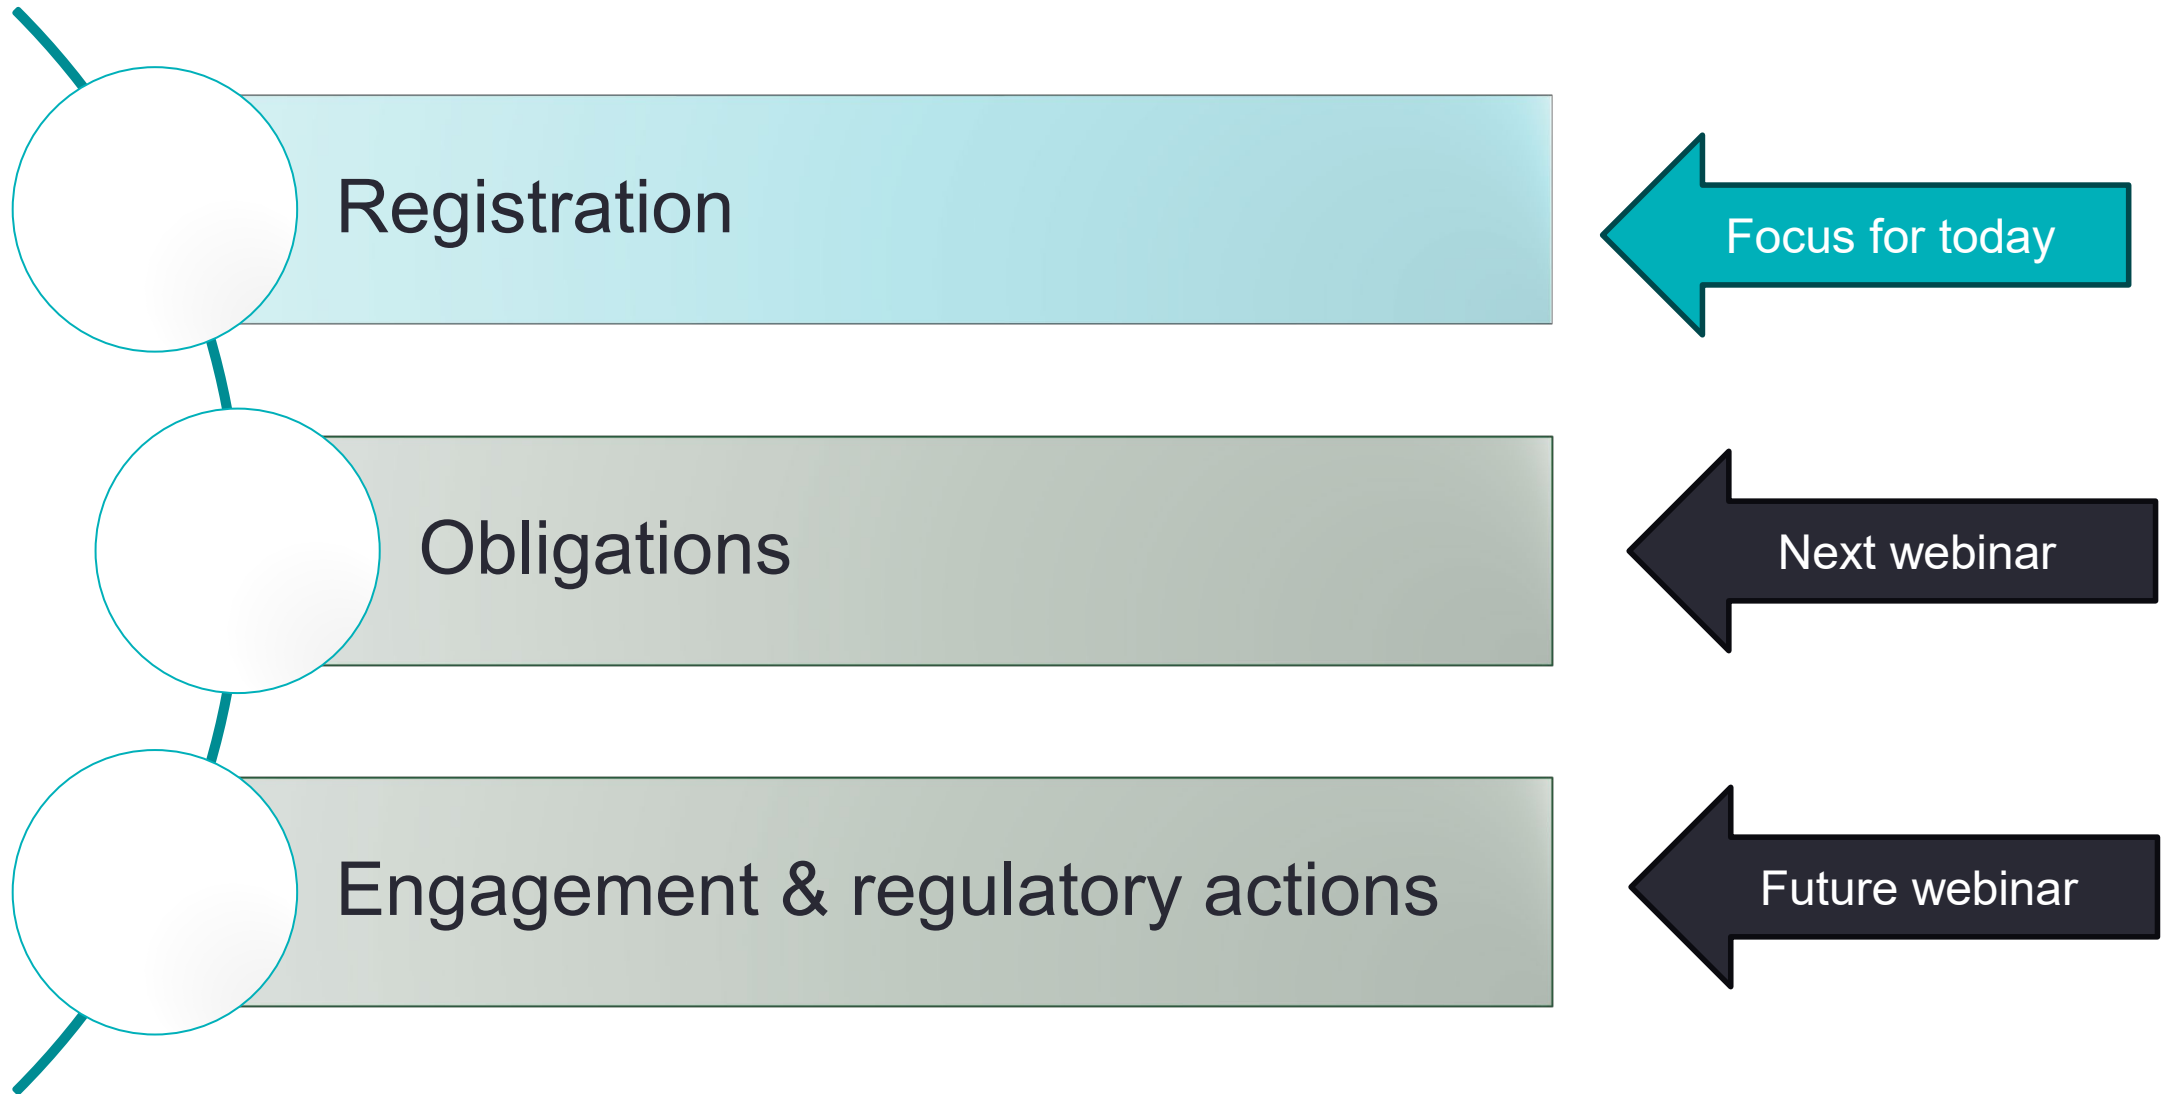 Registration
Focus for today
Obligations
Next webinar
Engagement & regulatory actions
Future webinar